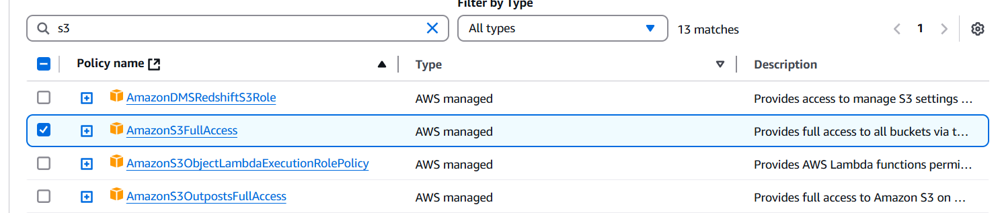 Filter by Type
s3
All types
13 matches
1
Policy name
Type
Description
AmazonDMSRedshiftS3Role
AWS managed
Provides access to manage S3 settings ...
AmazonS3FullAccess
AWS managed
Provides full access to all buckets via t...
AmazonS3ObjectLambdaExecutionRolePolicy
AWS managed
Provides AWS Lambda functions permi...
AmazonS3OutpostsFullAccess
AWS managed
Provides full access to Amazon S3 on ...